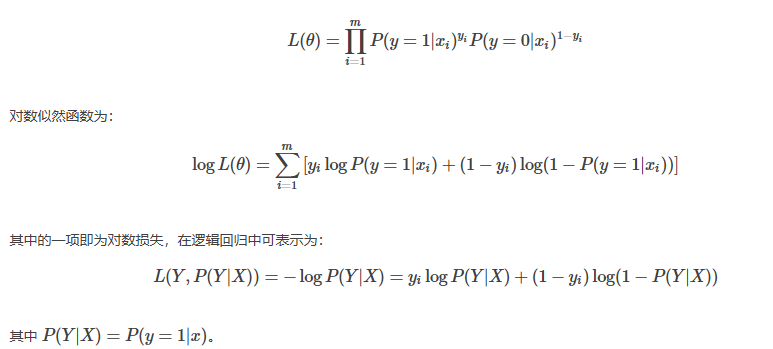 L(θ) = ∏_{i=1}^{m} P(y = 1|x_i)^{y_i} P(y = 0|x_i)^{1−y_i}
对数似然函数为：
log L(θ) = ∑_{i=1}^{m} [y_i log P(y = 1|x_i) + (1 − y_i) log(1 − P(y = 1|x_i))]
其中的一项即为对数损失，在逻辑回归中可表示为：
L(Y, P(Y|X)) = − log P(Y|X) = y_i log P(Y|X) + (1 − y_i) log(1 − P(Y|X))
其中 P(Y|X) = P(y = 1|x)。